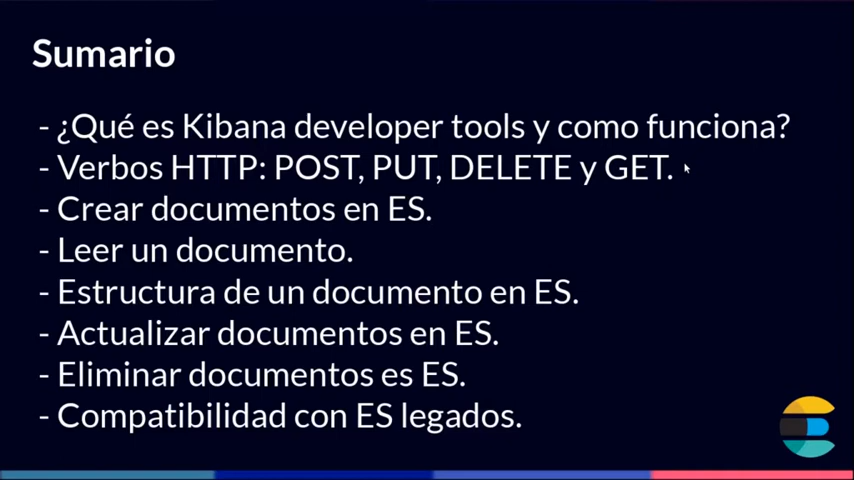 Sumario
- ¿Qué es Kibana developer tools y como funciona?
- Verbos HTTP: POST, PUT, DELETE y GET.
- Crear documentos en ES.
- Leer un documento.
- Estructura de un documento en ES.
- Actualizar documentos en ES.
- Eliminar documentos es ES.
- Compatibilidad con ES legados.